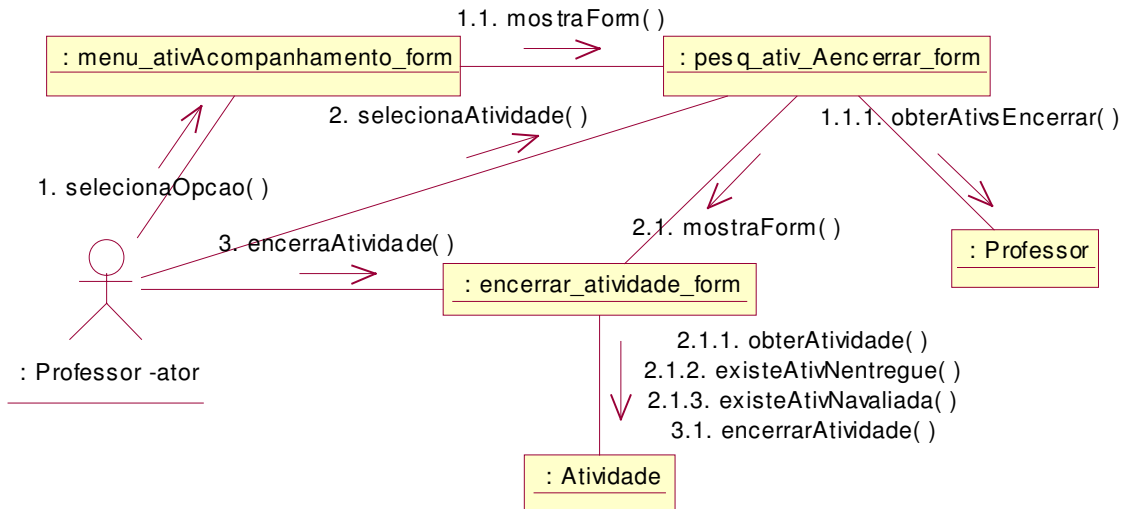 1.1. mostraForm( )
: menu_ativAcompanhamento_form
: pesq_ativ_Aencerrar_form
2. selecionaAtividade( )
1.1.1. obterAtivsEncerrar( )
1. selecionaOpcao( )
2.1. mostraForm( )
3. encerraAtividade( )
: Professor
: encerrar_atividade_form
: Professor -ator
2.1.1. obterAtividade( )
2.1.2. existeAtivNentregue( )
2.1.3. existeAtivNavaliada( )
3.1. encerrarAtividade( )
: Atividade